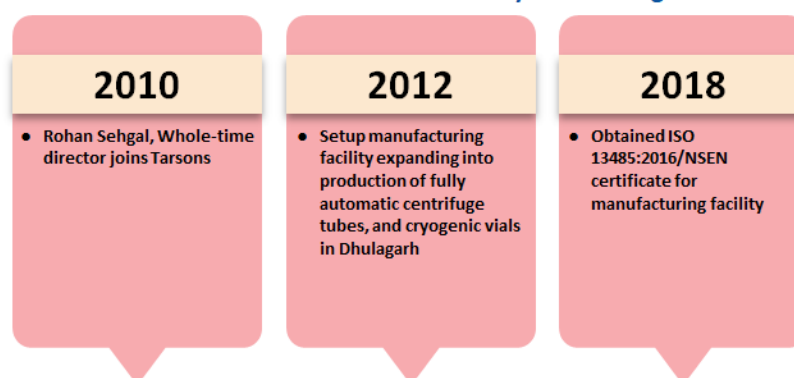 2010
● Rohan Sehgal, Whole-time
director joins Tarsons
2012
● Setup manufacturing
facility expanding into
production of fully
automatic centrifuge
tubes, and cryogenic vials
in Dhulagarh
2018
● Obtained ISO
13485:2016/NSEN
certificate for
manufacturing facility